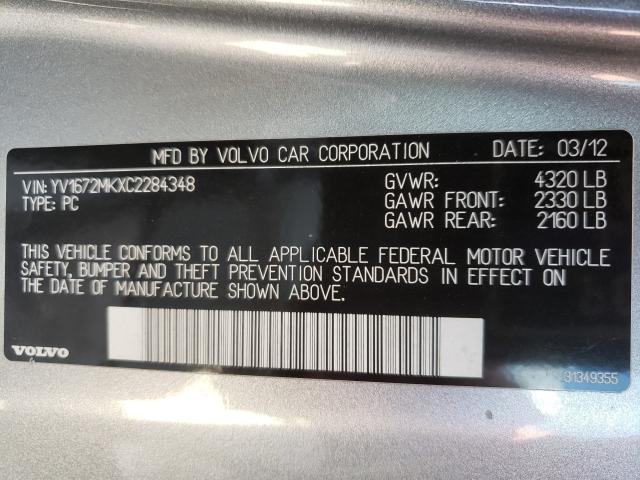 MFD BY VOLVO CAR CORPORATION DATE: 03/12
VIN: YV1672MKXC2284348 GVWR: 4320 LB
TYPE: PC GAWR FRONT: 2330 LB
GAWR REAR: 2160 LB
THIS VEHICLE CONFORMS TO ALL APPLICABLE FEDERAL MOTOR VEHICLE
SAFETY, BUMPER AND THEFT PREVENTION STANDARDS IN EFFECT ON
THE DATE OF MANUFACTURE SHOWN ABOVE.
VOLVO
31349355